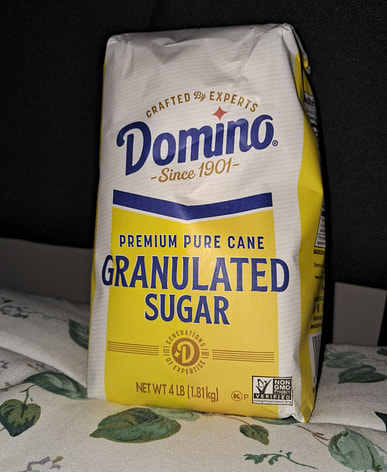 CRAFTED By EXPERTS
Domino®
-Since 1901-
PREMIUM PURE CANE
GRANULATED
SUGAR
GENERATIONS
D
OF EXPERTISE
NET WT 4 LB (1.81kg)
K P
NON
GMO
VERIFIED